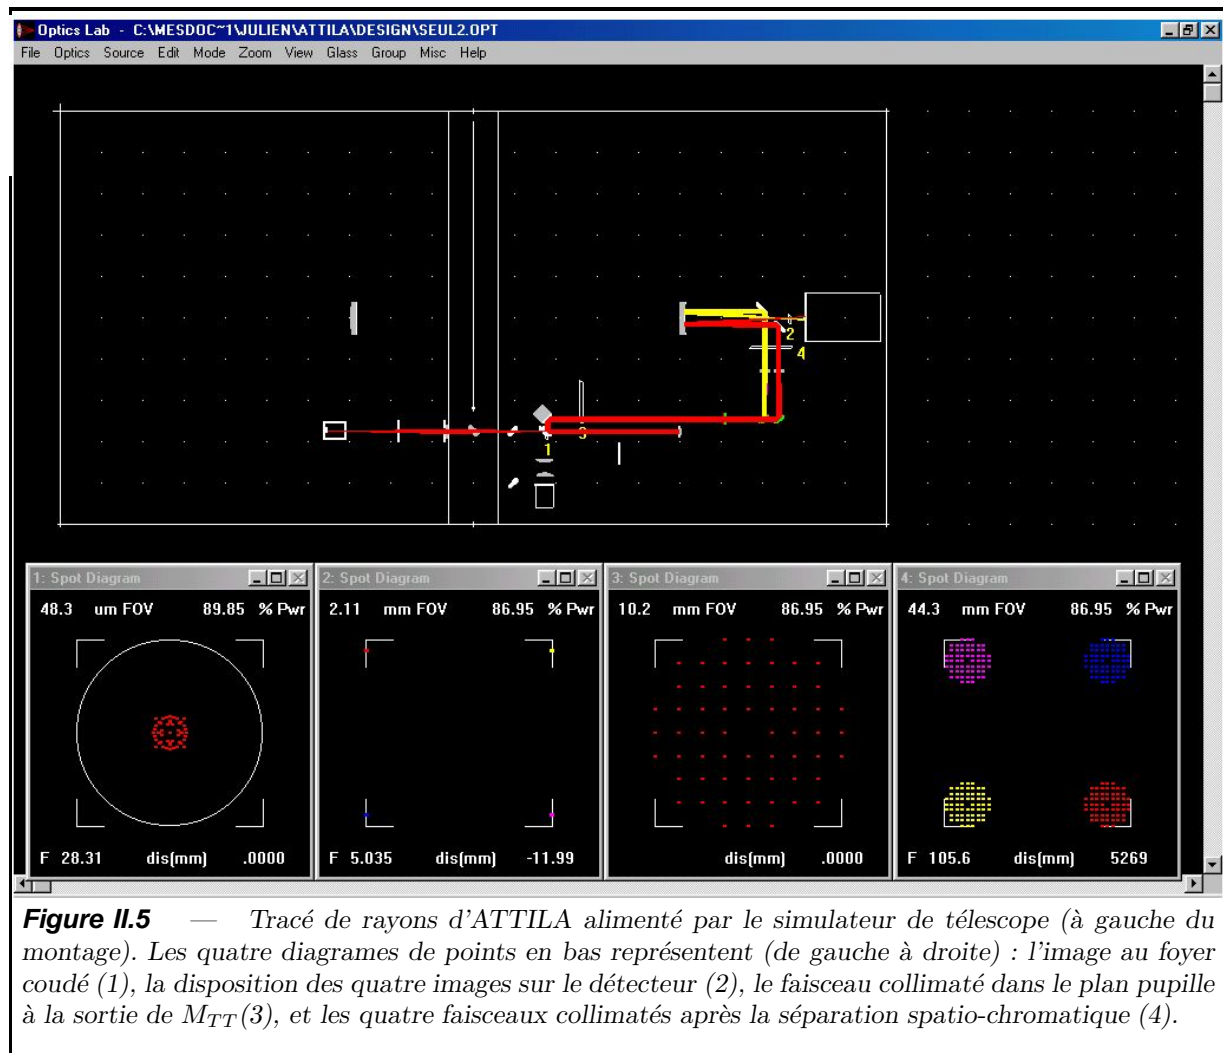 Optics Lab - C:\MESDOC~1\JULIEN\ATTILA\DESIGN\SEUL2.OPT
File Optics Source Edit Mode Zoom View Glass Group Misc Help
2
4
3
1
1: Spot Diagram
48.3 um FOV 89.85 % Pwr
F 28.31 dis(mm) .0000
2: Spot Diagram
2.11 mm FOV 86.95 % Pwr
F 5.035 dis(mm) -11.99
3: Spot Diagram
10.2 mm FOV 86.95 % Pwr
dis(mm) .0000
4: Spot Diagram
44.3 mm FOV 86.95 % Pwr
F 105.6 dis(mm) 5269
Figure II.5 — Tracé de rayons d'ATTILA alimenté par le simulateur de télescope (à gauche du
montage). Les quatre diagrames de points en bas représentent (de gauche à droite) : l'image au foyer
coudé (1), la disposition des quatre images sur le détecteur (2), le faisceau collimaté dans le plan pupille
à la sortie de M_TT(3), et les quatre faisceaux collimatés après la séparation spatio-chromatique (4).